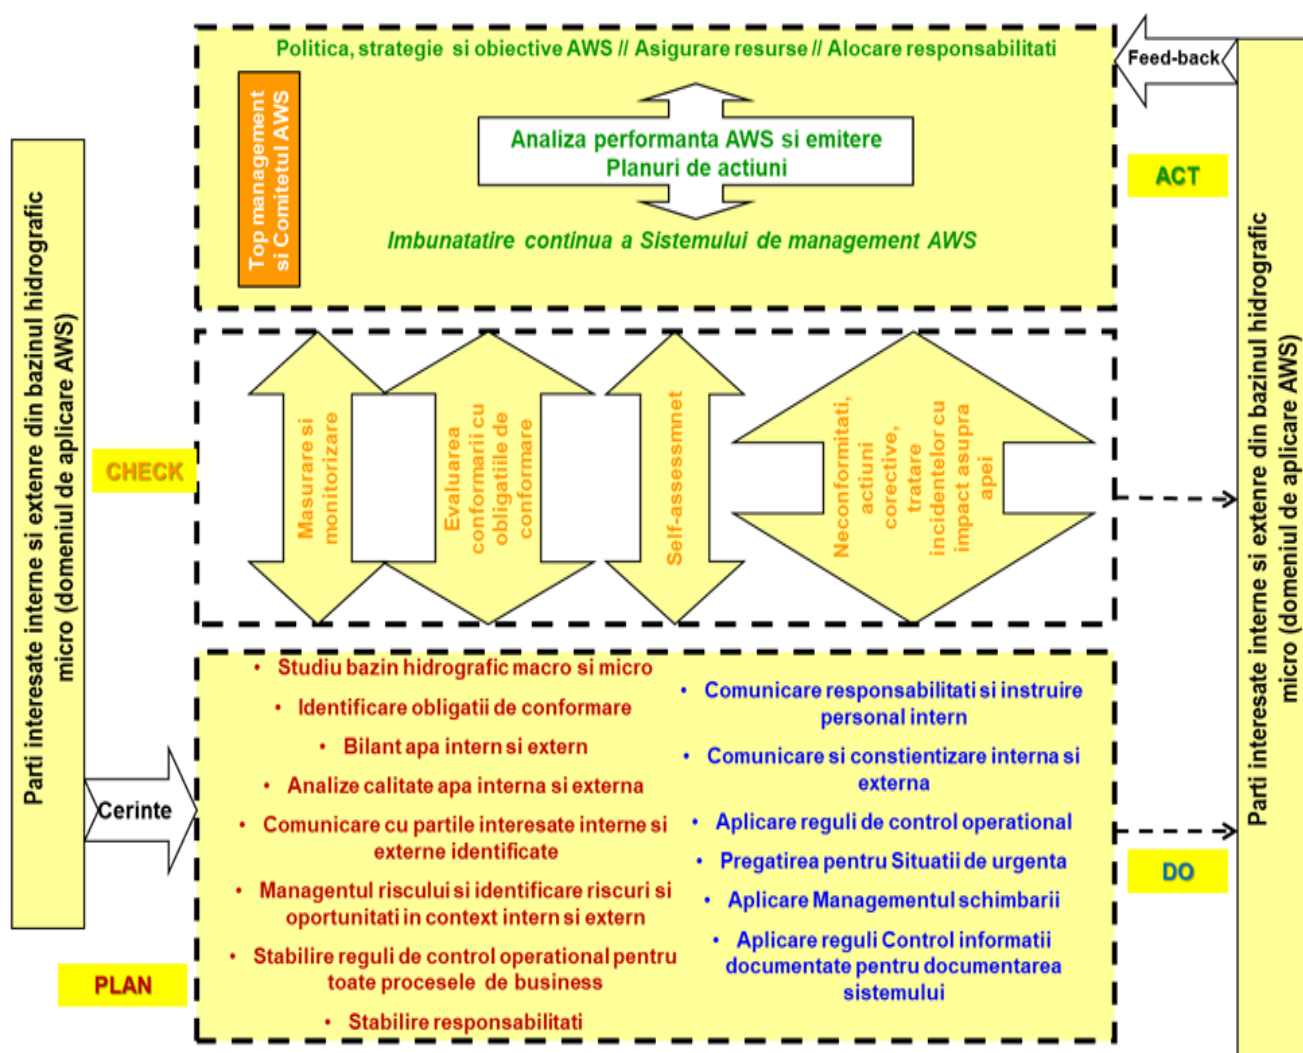 Politica, strategie si obiective AWS // Asigurare resurse // Alocare responsabilitati
Feed-back
Top management
si Comitetul AWS
Analiza performanta AWS si emitere
Planuri de actiuni
Imbunatatire continua a Sistemului de management AWS
ACT
Parti interesate interne si extenre din bazinul hidrografic
micro (domeniul de aplicare AWS)
CHECK
Masurare si
monitorizare
Evaluarea
conformarii cu
obligatiile de
conformare
Self-assessmnet
Neconformitati,
actiuni
corective,
tratare
incidentelor cu
impact asupra
apei
Parti interesate interne si extenre din bazinul hidrografic
micro (domeniul de aplicare AWS)
Cerinte
PLAN
• Studiu bazin hidrografic macro si micro
• Identificare obligatii de conformare
• Bilant apa intern si extern
• Analize calitate apa interna si externa
• Comunicare cu partile interesate interne si
externe identificate
• Managentul riscului si identificare riscuri si
oportunitati in context intern si extern
• Stabilire reguli de control operational pentru
toate procesele de business
• Stabilire responsabilitati
• Comunicare responsabilitati si instruire
personal intern
• Comunicare si constientizare interna si
externa
• Aplicare reguli de control operational
• Pregatirea pentru Situatii de urgenta
• Aplicare Managementul schimbarii
• Aplicare reguli Control informatii
documentate pentru documentarea
sistemului
DO